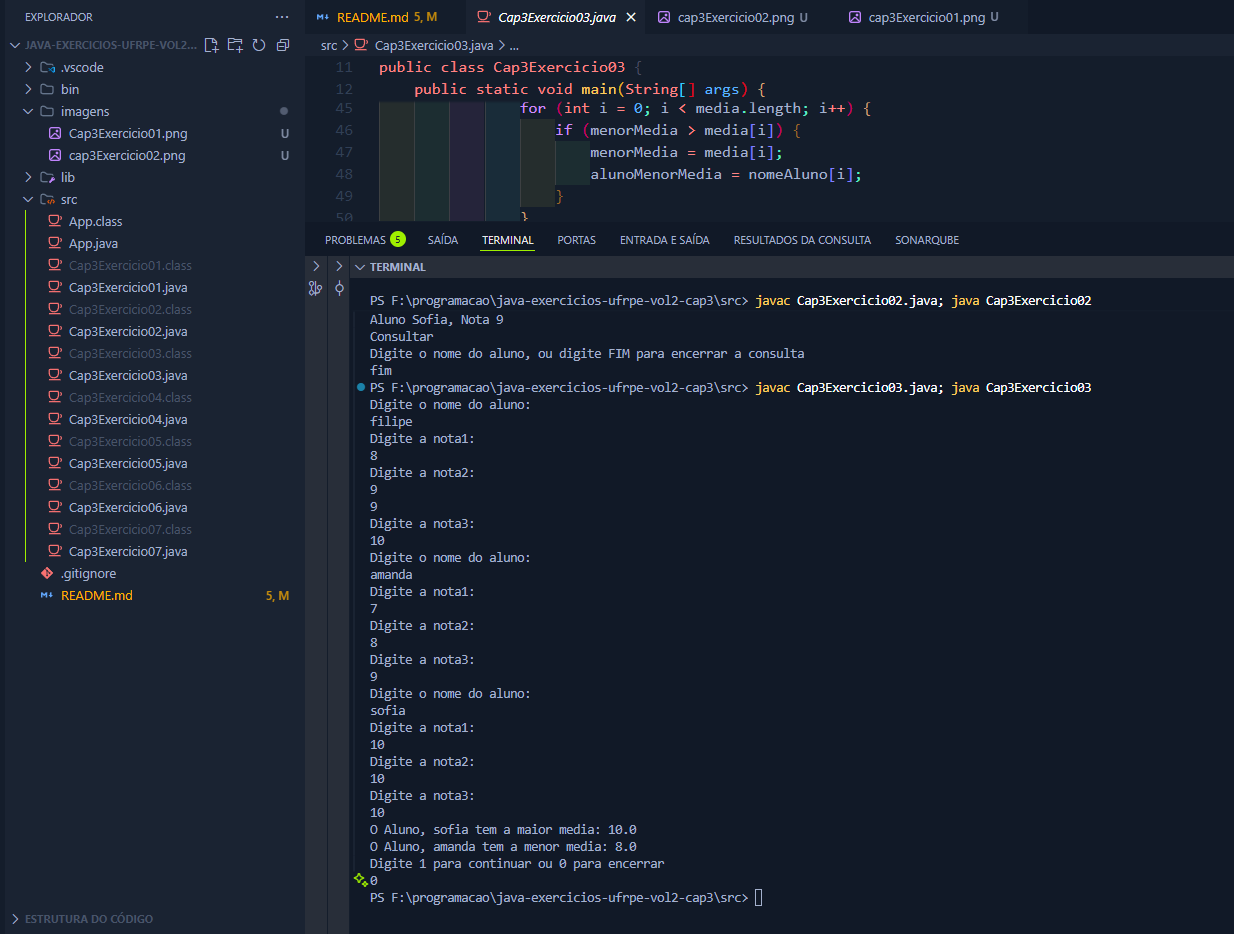 EXPLORADOR ...
JAVA-EXERCICIOS-UFRPE-VOL2...
.vscode
bin
imagens
Cap3Exercicio01.png U
cap3Exercicio02.png U
lib
src
App.class
App.java
Cap3Exercicio01.class
Cap3Exercicio01.java
Cap3Exercicio02.class
Cap3Exercicio02.java
Cap3Exercicio03.class
Cap3Exercicio03.java
Cap3Exercicio04.class
Cap3Exercicio04.java
Cap3Exercicio05.class
Cap3Exercicio05.java
Cap3Exercicio06.class
Cap3Exercicio06.java
Cap3Exercicio07.class
Cap3Exercicio07.java
.gitignore
README.md 5, M
ESTRUTURA DO CÓDIGO
README.md 5, M Cap3Exercicio03.java cap3Exercicio02.png U cap3Exercicio01.png U
src > Cap3Exercicio03.java > ...
11 public class Cap3Exercicio03 {
12 public static void main(String[] args) {
45 for (int i = 0; i < media.length; i++) {
46 if (menorMedia > media[i]) {
47 menorMedia = media[i];
48 alunoMenorMedia = nomeAluno[i];
49 }
50 }
PROBLEMAS 5 SAÍDA TERMINAL PORTAS ENTRADA E SAÍDA RESULTADOS DA CONSULTA SONARQUBE
TERMINAL
PS F:\programacao\java-exercicios-ufrpe-vol2-cap3\src> javac Cap3Exercicio02.java; java Cap3Exercicio02
Aluno Sofia, Nota 9
Consultar
Digite o nome do aluno, ou digite FIM para encerrar a consulta
fim
PS F:\programacao\java-exercicios-ufrpe-vol2-cap3\src> javac Cap3Exercicio03.java; java Cap3Exercicio03
Digite o nome do aluno:
filipe
Digite a nota1:
8
Digite a nota2:
9
9
Digite a nota3:
10
Digite o nome do aluno:
amanda
Digite a nota1:
7
Digite a nota2:
8
Digite a nota3:
9
Digite o nome do aluno:
sofia
Digite a nota1:
10
Digite a nota2:
10
Digite a nota3:
10
O Aluno, sofia tem a maior media: 10.0
O Aluno, amanda tem a menor media: 8.0
Digite 1 para continuar ou 0 para encerrar
0
PS F:\programacao\java-exercicios-ufrpe-vol2-cap3\src>